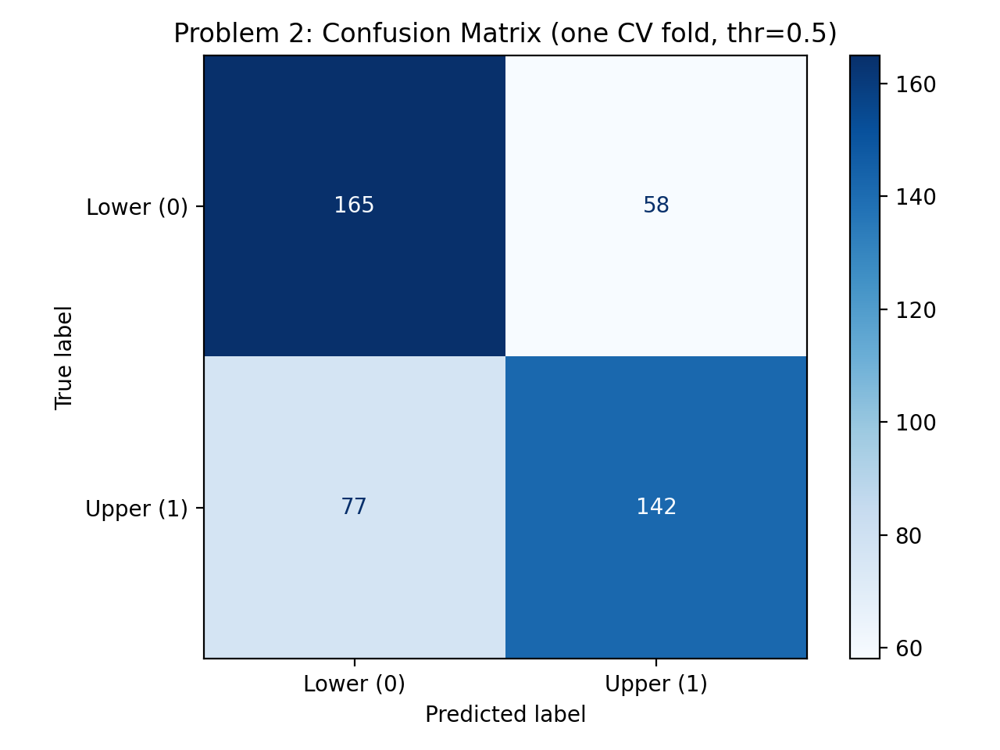 Problem 2: Confusion Matrix (one CV fold, thr=0.5)
160
140
120
100
80
60
True label
Lower (0)
165
58
Upper (1)
77
142
Lower (0)
Upper (1)
Predicted label